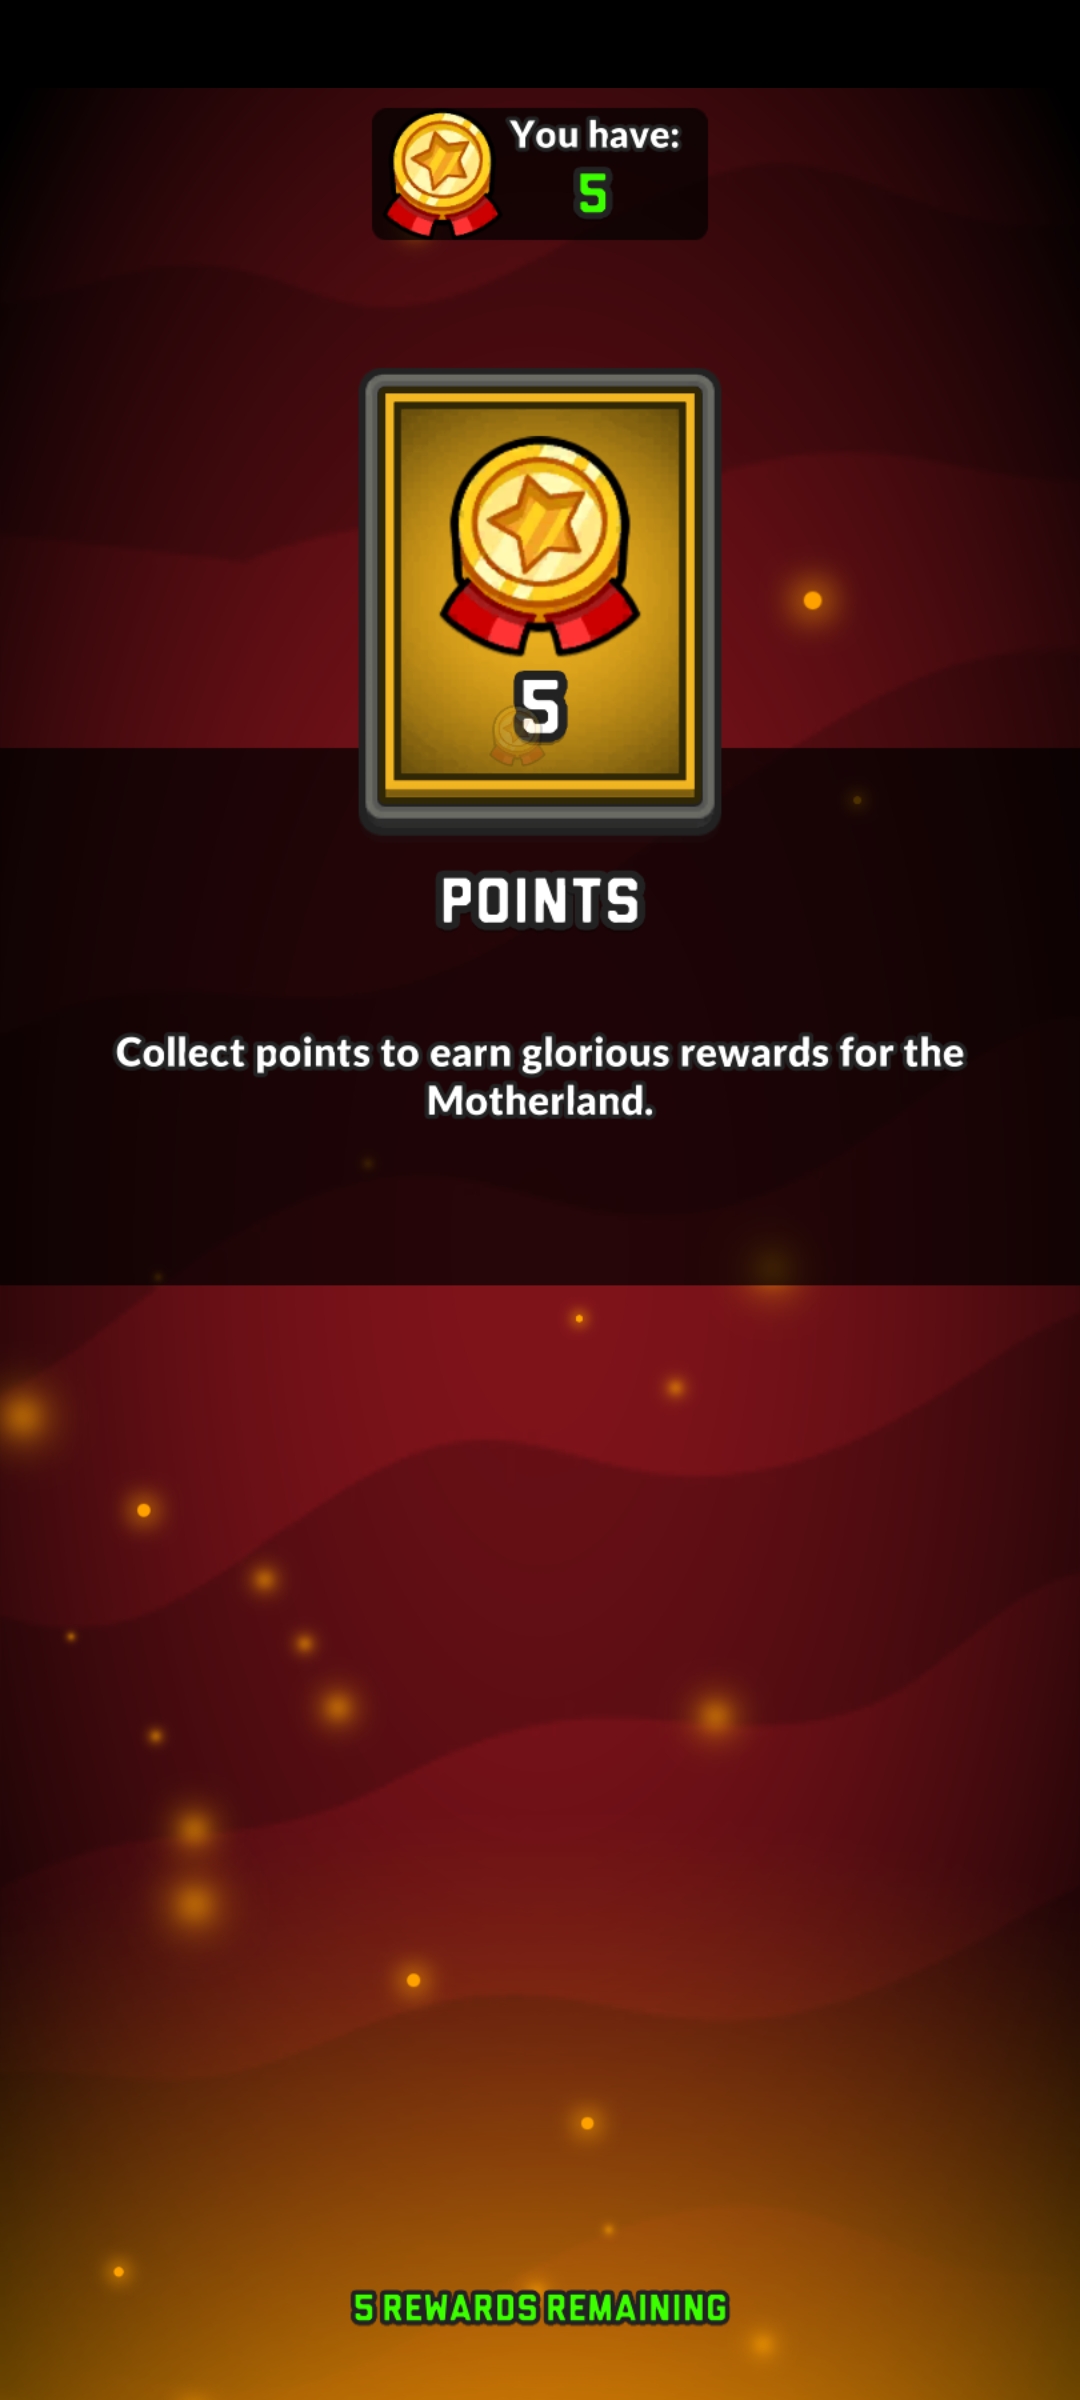 You have:
5
5
POINTS
Collect points to earn glorious rewards for the
Motherland.
5 REWARDS REMAINING